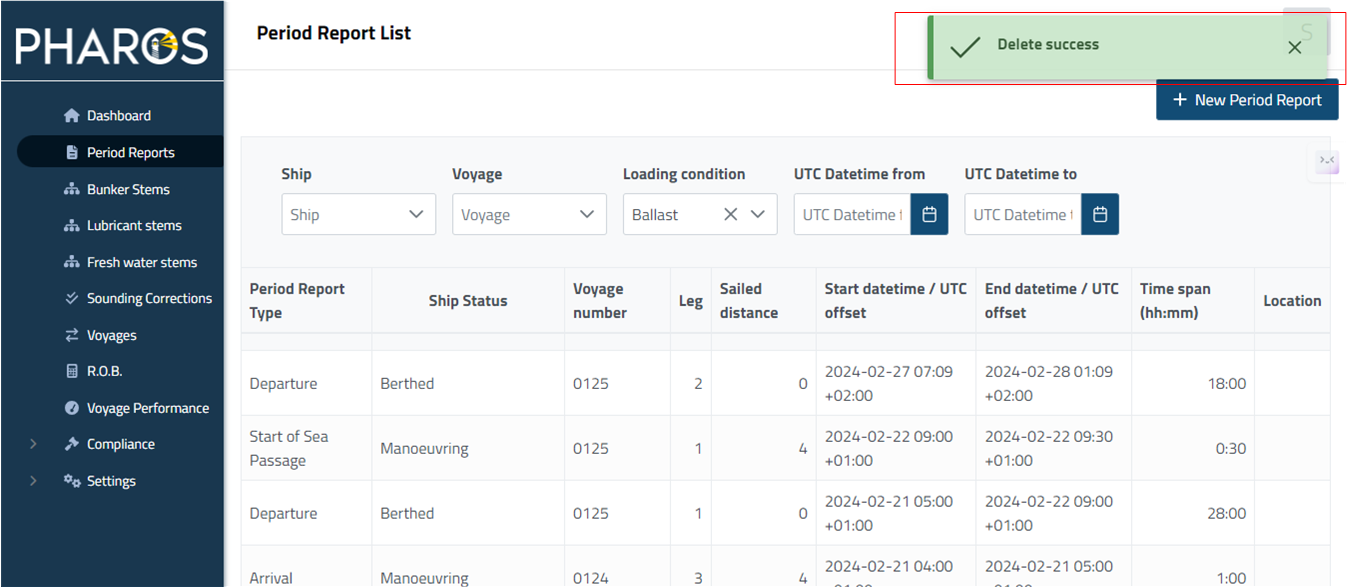 PHAROS
Period Report List
Delete success
S
+ New Period Report
Dashboard
Period Reports
Bunker Stems
Lubricant stems
Fresh water stems
Sounding Corrections
Voyages
R.O.B.
Voyage Performance
Compliance
Settings
Ship Voyage Loading condition UTC Datetime from UTC Datetime to
Ship Voyage Ballast UTC Datetime UTC Datetime
Period Report Type Ship Status Voyage number Leg Sailed distance Start datetime / UTC offset End datetime / UTC offset Time span (hh:mm) Location
Departure Berthed 0125 2 0 2024-02-27 07:09 +02:00 2024-02-28 01:09 +02:00 18:00
Start of Sea Passage Manoeuvring 0125 1 4 2024-02-22 09:00 +01:00 2024-02-22 09:30 +01:00 0:30
Departure Berthed 0125 1 0 2024-02-21 05:00 +01:00 2024-02-22 09:00 +01:00 28:00
Arrival Manoeuvring 0124 3 4 2024-02-21 04:00 2024-02-21 05:00 1:00